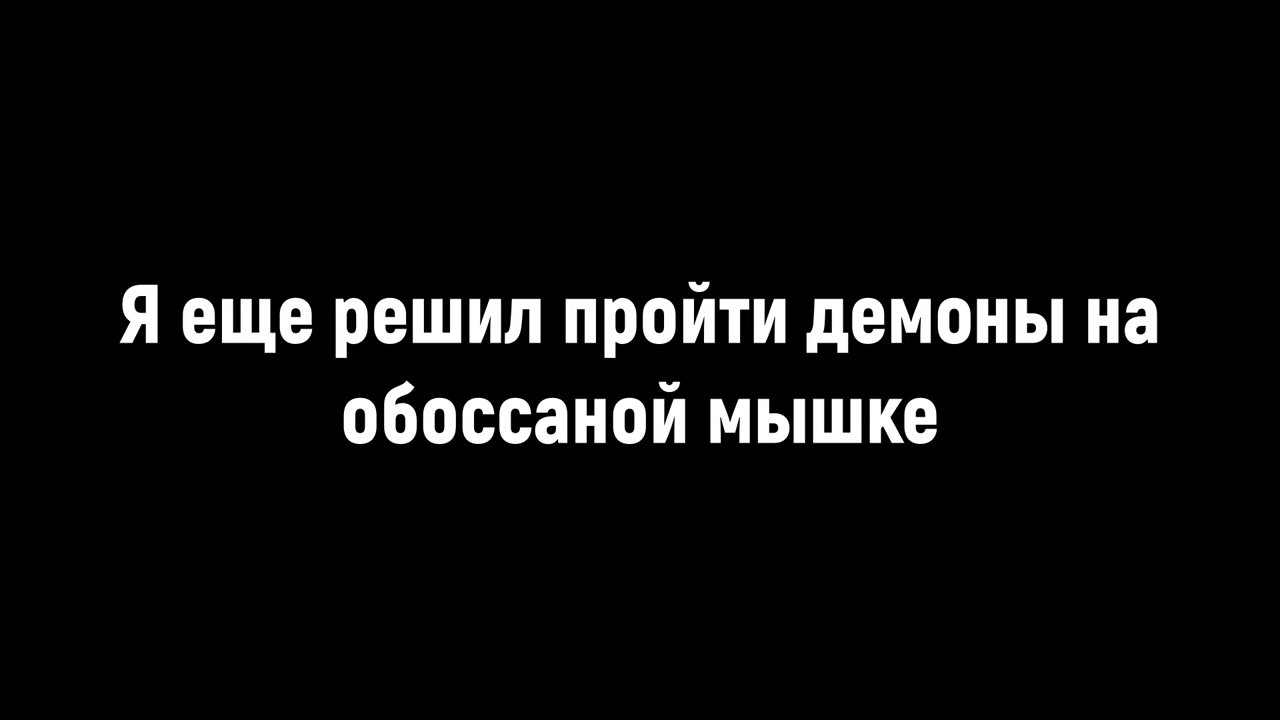 Я еще решил пройти демоны на
обоссаной мышке